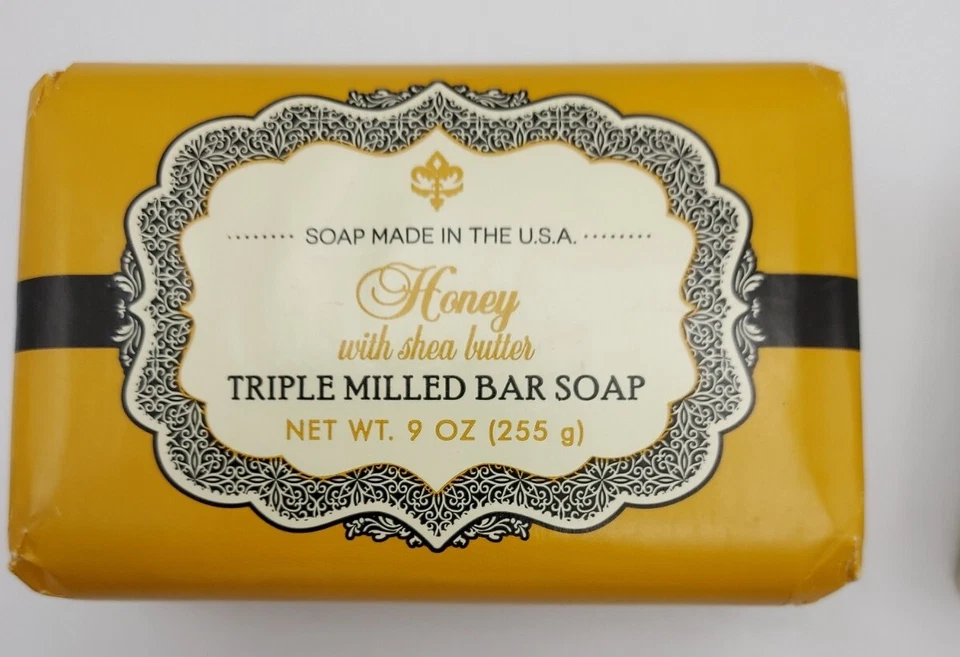 SOAP MADE IN THE U.S.A.
Honey
with shea butter
TRIPLE MILLED BAR SOAP
NET WT. 9 OZ (255 g)